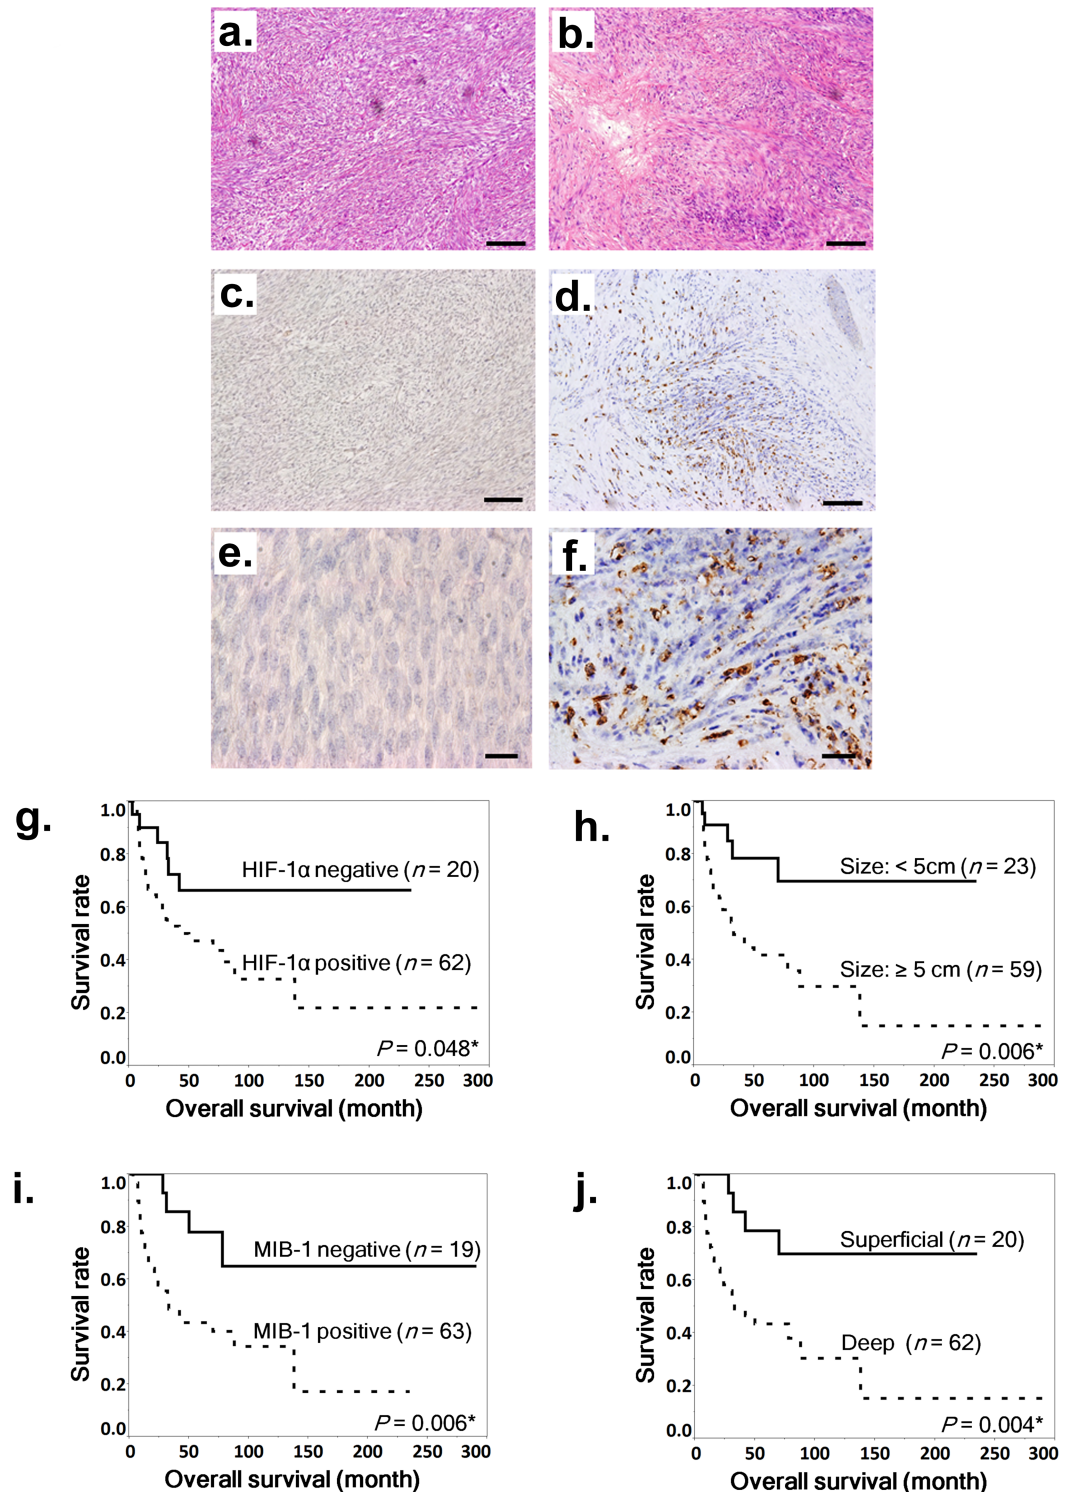 a.
b.
c.
d.
e.
f.
g.
1.0
0.8
0.6
0.4
0.2
0.0
Survival rate
HIF-1α negative (n = 20)
HIF-1α positive (n = 62)
P = 0.048*
0 50 100 150 200 250 300
Overall survival (month)
h.
1.0
0.8
0.6
0.4
0.2
0.0
Survival rate
Size: < 5cm (n = 23)
Size: ≥ 5 cm (n = 59)
P = 0.006*
0 50 100 150 200 250 300
Overall survival (month)
i.
1.0
0.8
0.6
0.4
0.2
0.0
Survival rate
MIB-1 negative (n = 19)
MIB-1 positive (n = 63)
P = 0.006*
0 50 100 150 200 250 300
Overall survival (month)
j.
1.0
0.8
0.6
0.4
0.2
0.0
Survival rate
Superficial (n = 20)
Deep (n = 62)
P = 0.004*
0 50 100 150 200 250 300
Overall survival (month)